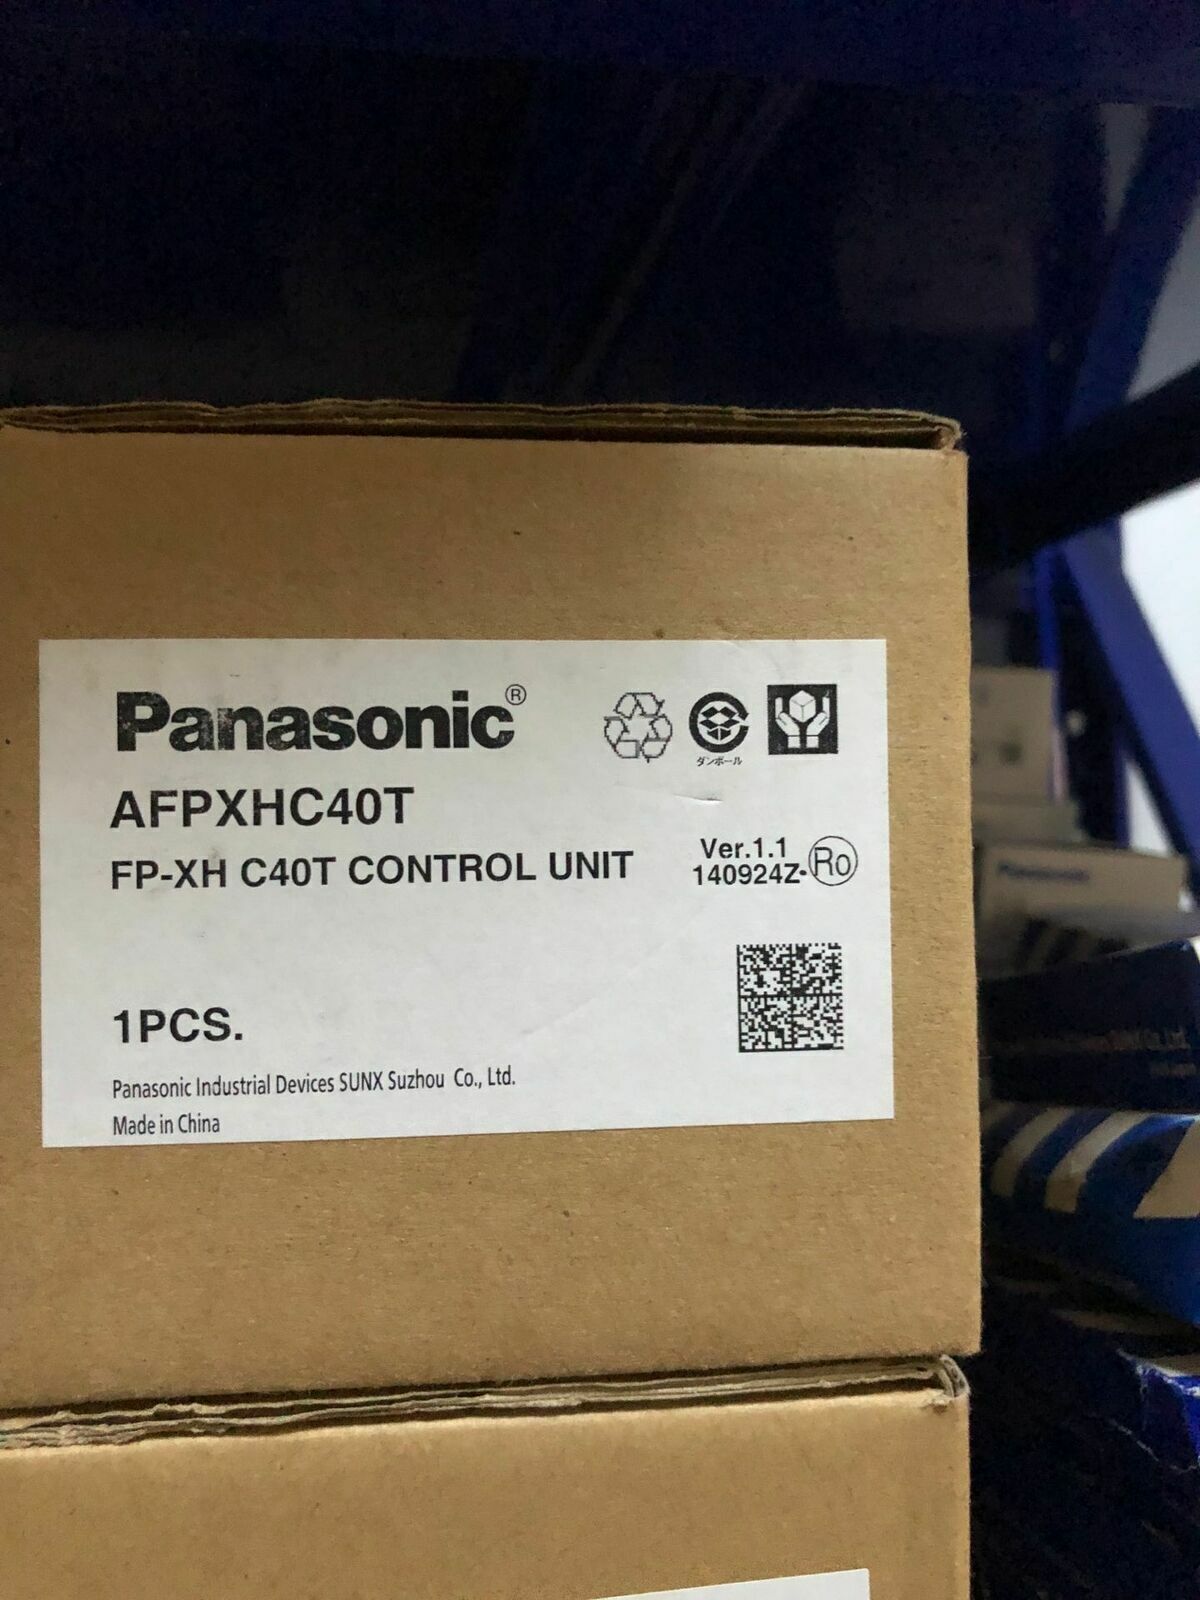 Panasonic®
ダンボール
AFPXHC40T
FP-XH C40T CONTROL UNIT
Ver.1.1
140924Z-Ro
1PCS.
Panasonic Industrial Devices SUNX Suzhou Co., Ltd.
Made in China
Panasonic